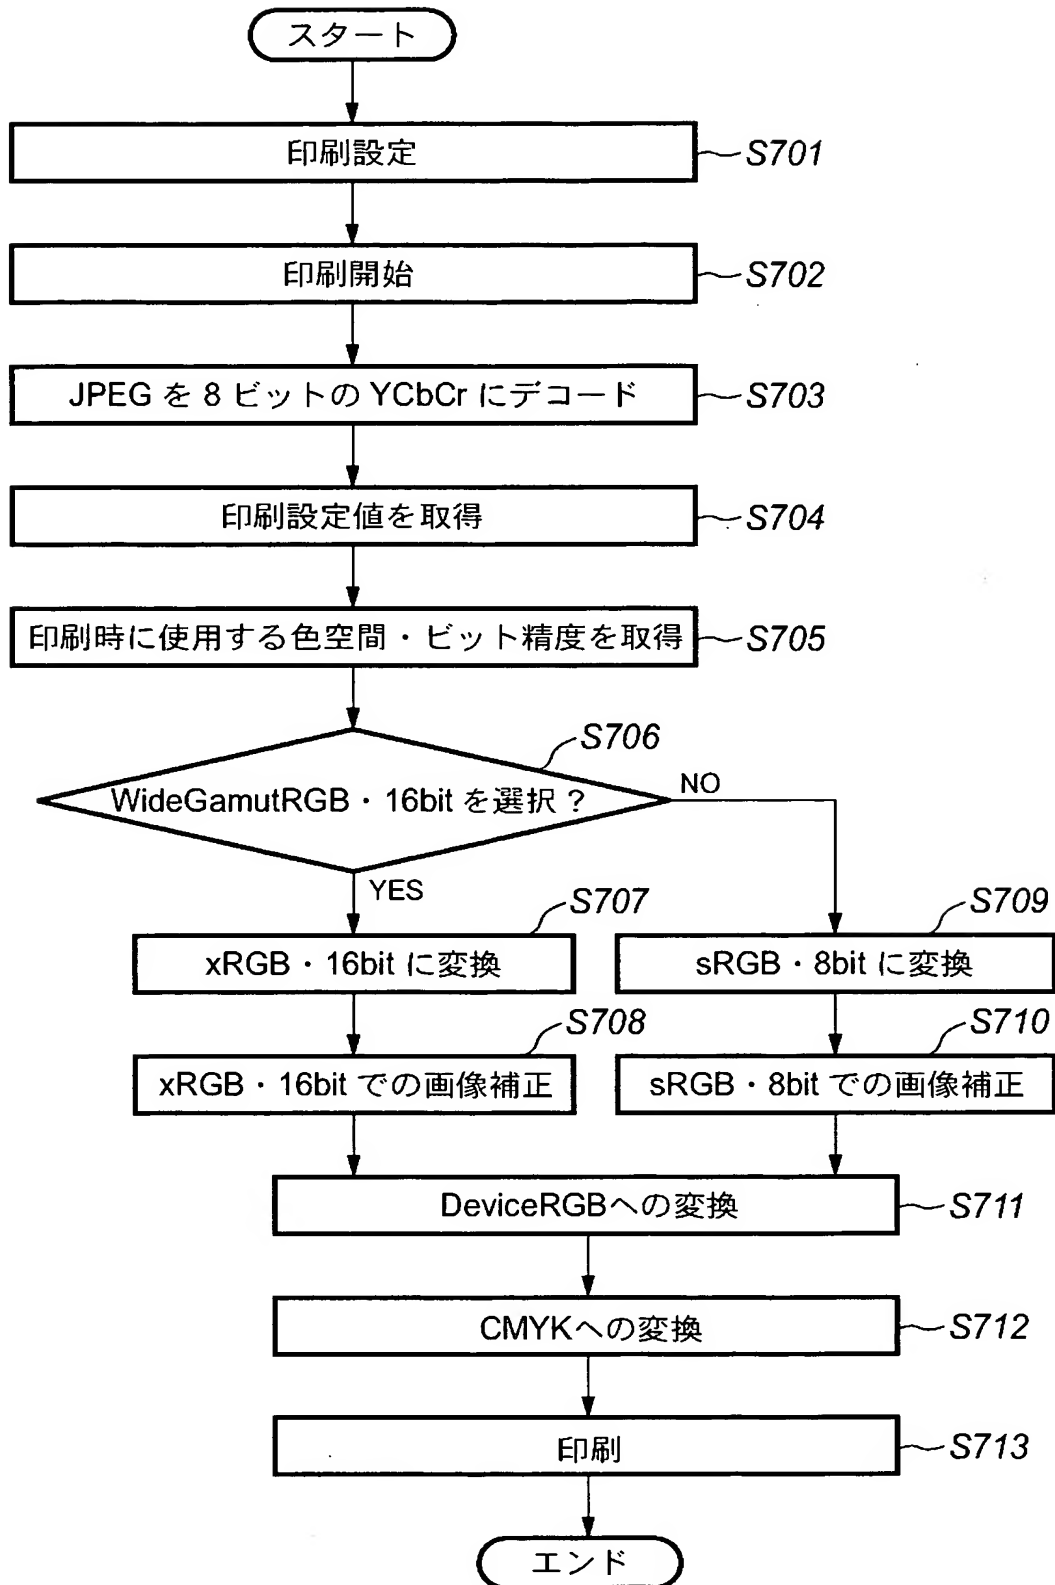 スタート
印刷設定
S701
印刷開始
S702
JPEG を 8 ビットの YCbCr にデコード
S703
印刷設定値を取得
S704
印刷時に使用する色空間・ビット精度を取得
S705
S706
WideGamutRGB・16bit を選択？
NO
YES
S707
xRGB・16bit に変換
S709
sRGB・8bit に変換
S708
xRGB・16bit での画像補正
S710
sRGB・8bit での画像補正
DeviceRGBへの変換
S711
CMYKへの変換
S712
印刷
S713
エンド